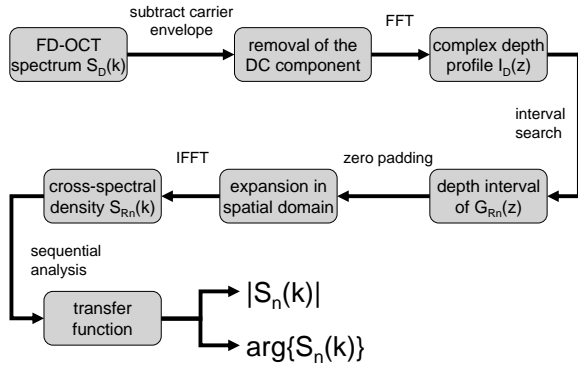 subtract carrier
envelope
FFT
FD-OCT
spectrum S_D(k)
removal of the
DC component
complex depth
profile I_D(z)
interval
search
IFFT
zero padding
cross-spectral
density S_Rn(k)
expansion in
spatial domain
depth interval
of G_Rn(z)
sequential
analysis
transfer
function
|S_n(k)|
arg{S_n(k)}